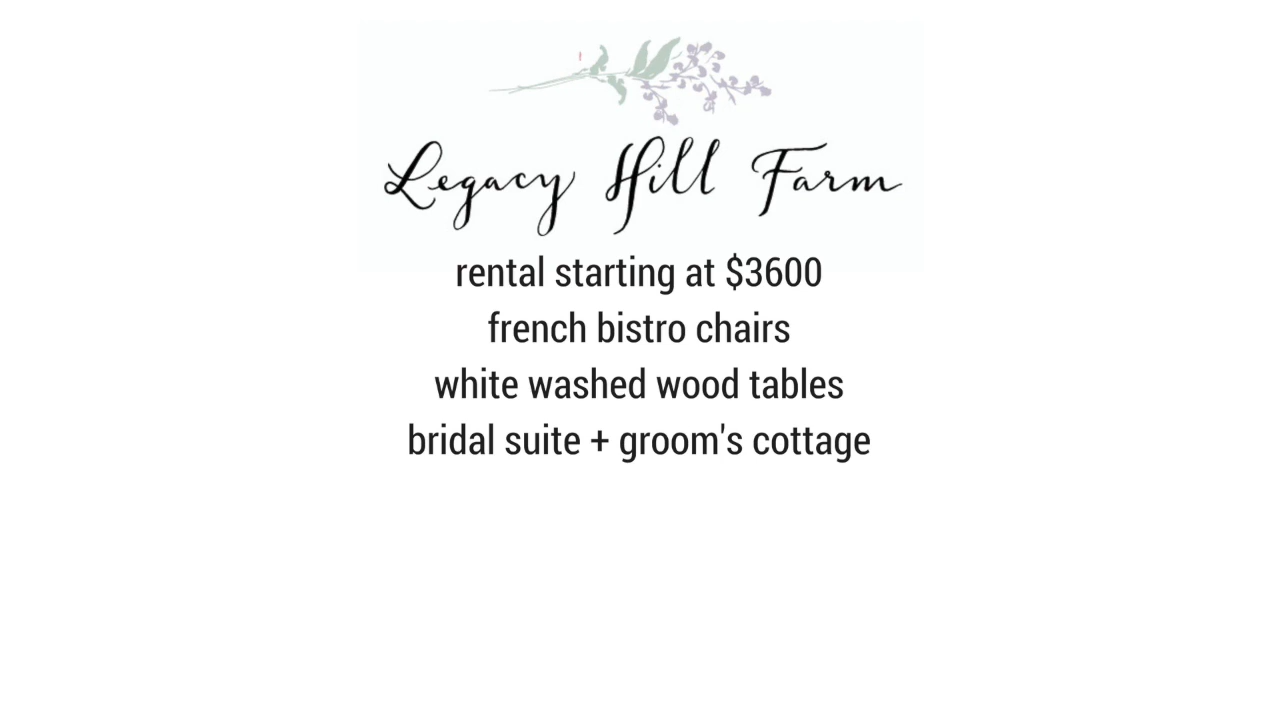 Legacy Hill Farm
rental starting at $3600
french bistro chairs
white washed wood tables
bridal suite + groom's cottage